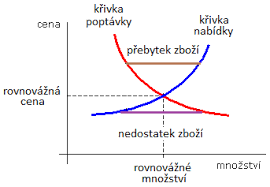 cena
křivka
poptávky
křivka
nabídky
přebytek zboží
rovnovážná
cena
nedostatek zboží
rovnovážné
množství
množství